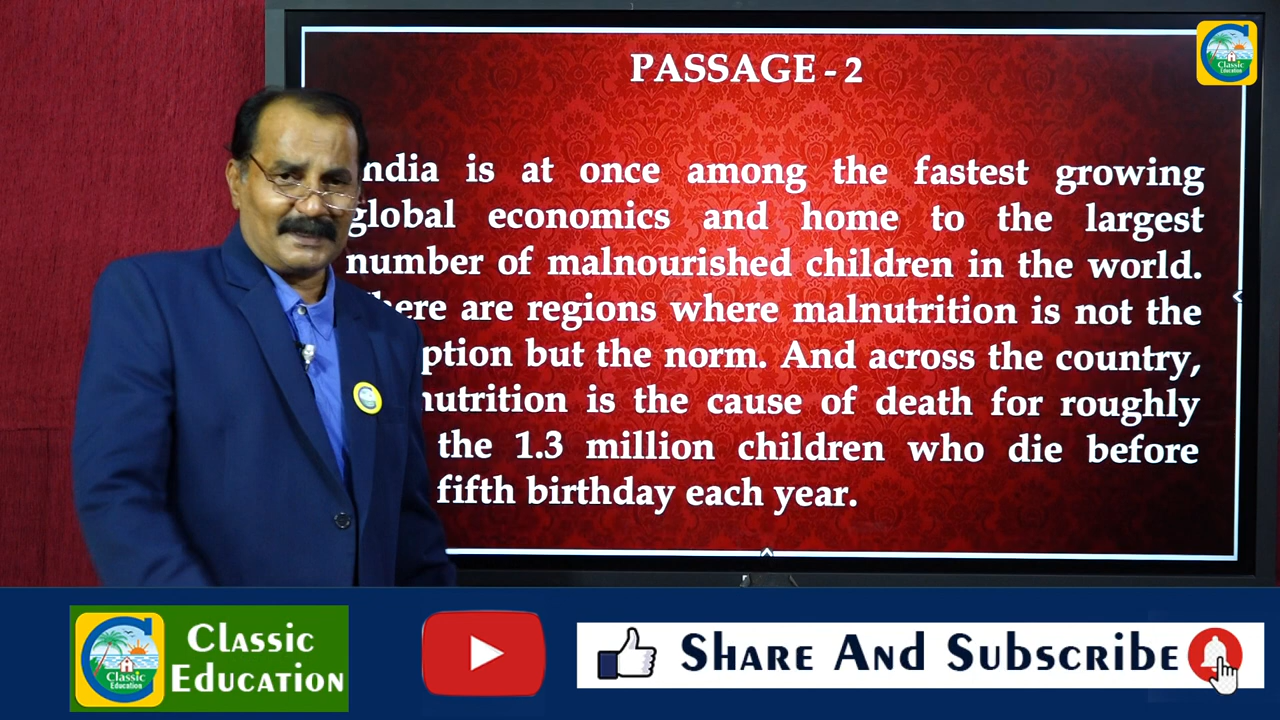 PASSAGE - 2
Classic
Education
ndia is at once among the fastest growing
global economics and home to the largest
number of malnourished children in the world.
here are regions where malnutrition is not the
ption but the norm. And across the country,
nutrition is the cause of death for roughly
the 1.3 million children who die before
fifth birthday each year.
Classic
Education
Classic
Education
Share And Subscribe